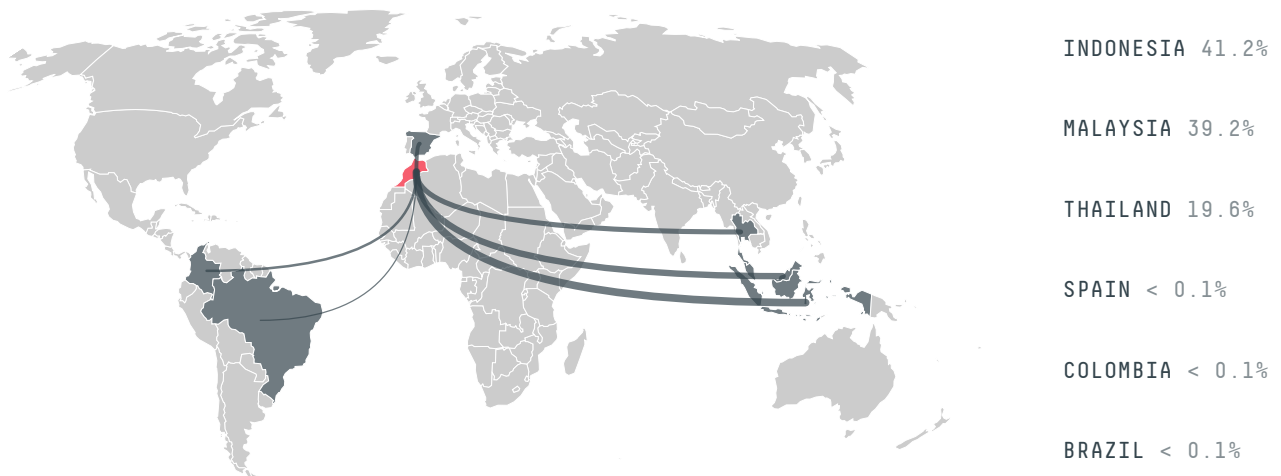 INDONESIA 41.2%
MALAYSIA 39.2%
THAILAND 19.6%
SPAIN < 0.1%
COLOMBIA < 0.1%
BRAZIL < 0.1%